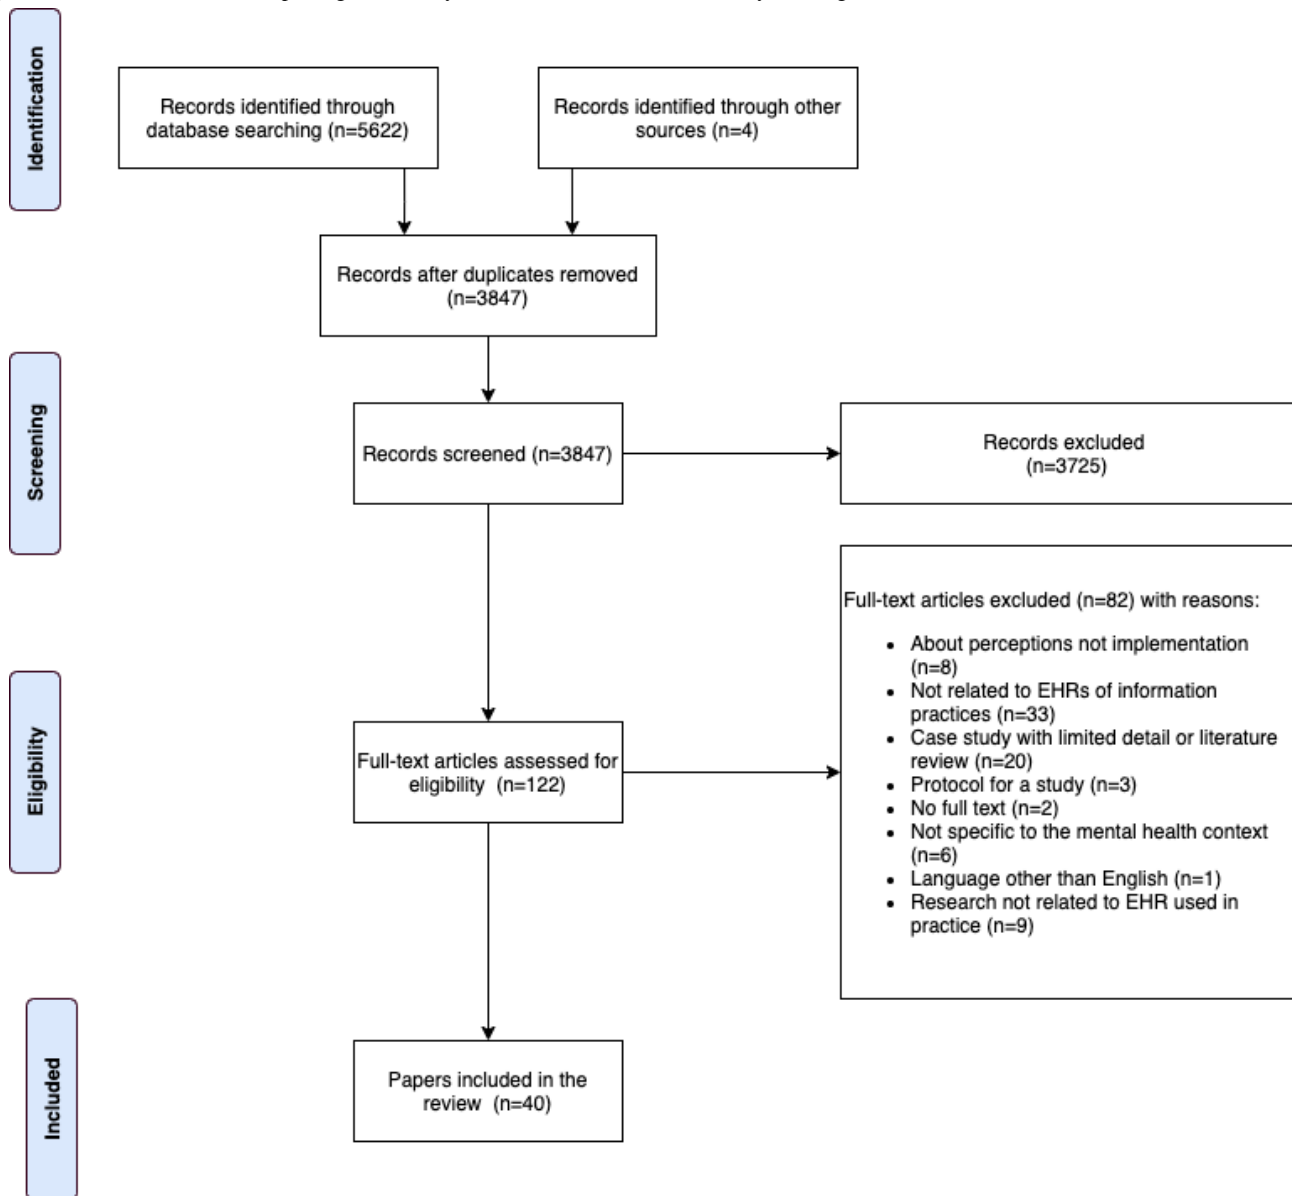 Identification
Records identified through
database searching (n=5622)
Records identified through other
sources (n=4)
Records after duplicates removed
(n=3847)
Screening
Records screened (n=3847)
Records excluded
(n=3725)
Eligibility
Full-text articles assessed for
eligibility (n=122)
Full-text articles excluded (n=82) with reasons:
• About perceptions not implementation
(n=8)
• Not related to EHRs of information
practices (n=33)
• Case study with limited detail or literature
review (n=20)
• Protocol for a study (n=3)
• No full text (n=2)
• Not specific to the mental health context
(n=6)
• Language other than English (n=1)
• Research not related to EHR used in
practice (n=9)
Included
Papers included in the
review (n=40)